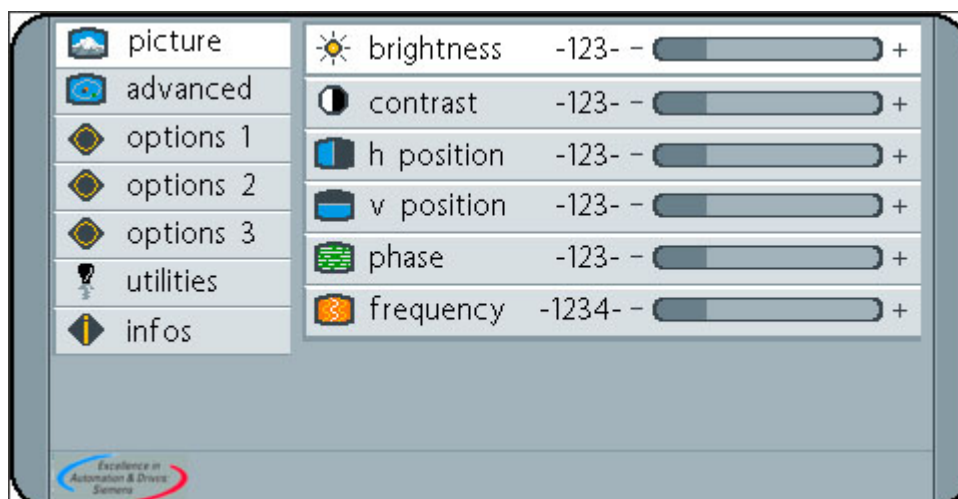 picture
advanced
options 1
options 2
options 3
utilities
infos
brightness -123- - +
contrast -123- - +
h position -123- - +
v position -123- - +
phase -123- - +
frequency -1234- - +
Excellence in
Automation & Drives:
Siemens